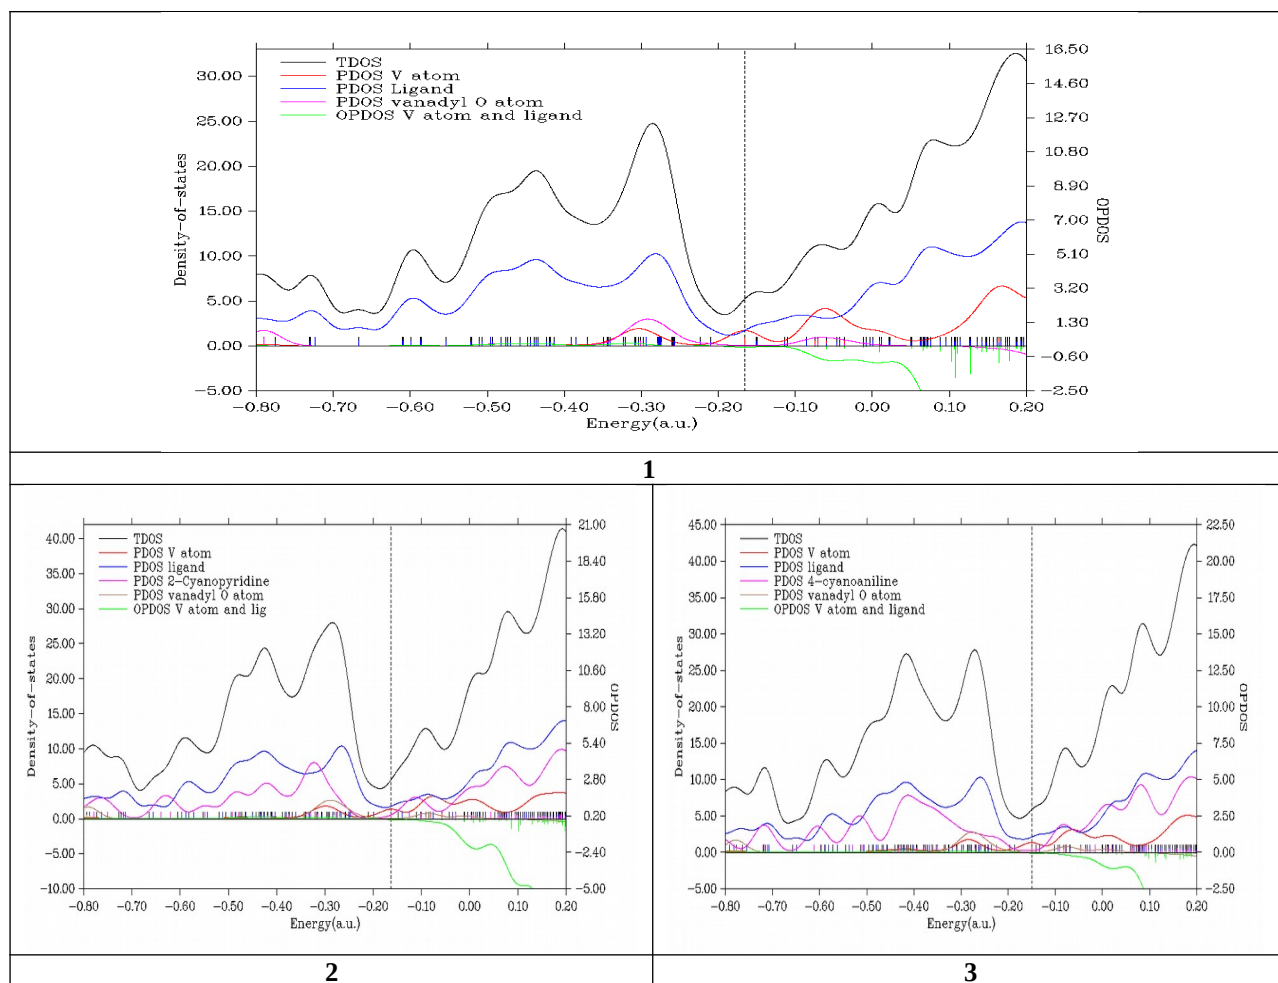 TDOS
PDOS V atom
PDOS Ligand
PDOS vanadyl O atom
OPDOS V atom and ligand
Density-of-states
30.00
25.00
20.00
15.00
10.00
5.00
0.00
-5.00
16.50
14.60
12.70
10.80
8.90
7.00
5.10
3.20
1.30
-0.60
-2.50
OPDOS
-0.80 -0.70 -0.60 -0.50 -0.40 -0.30 -0.20 -0.10 0.00 0.10 0.20
Energy(a.u.)
1
TDOS
PDOS V atom
PDOS ligand
PDOS 2-Cyanopyridine
PDOS vanadyl O atom
OPDOS V atom and lig
Density-of-states
40.00
35.00
30.00
25.00
20.00
15.00
10.00
5.00
0.00
-5.00
-10.00
21.00
18.40
15.80
13.20
10.60
8.00
5.40
2.80
0.20
-2.40
-5.00
OPDOS
-0.80 -0.70 -0.60 -0.50 -0.40 -0.30 -0.20 -0.10 0.00 0.10 0.20
Energy(a.u.)
2
TDOS
PDOS V atom
PDOS ligand
PDOS 4-cyanoaniline
PDOS vanadyl O atom
OPDOS V atom and ligand
Density-of-states
45.00
40.00
35.00
30.00
25.00
20.00
15.00
10.00
5.00
0.00
-5.00
22.50
20.00
17.50
15.00
12.50
10.00
7.50
5.00
2.50
0.00
-2.50
OPDOS
-0.80 -0.70 -0.60 -0.50 -0.40 -0.30 -0.20 -0.10 0.00 0.10 0.20
Energy(a.u.)
3